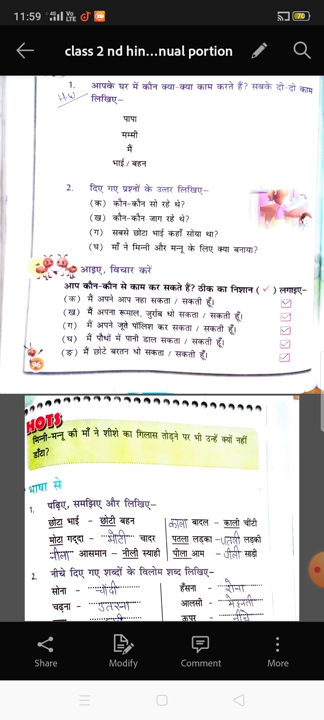 11:59
70
class 2 nd hin...nual portion
1. आपके घर में कौन क्या-क्या काम करते हैं? सबके दो-दो काम
H.W लिखिए–
पापा
मम्मी
मैं
भाई / बहन
2. दिए गए प्रश्नों के उत्तर लिखिए–
(क) कौन-कौन सो रहे थे?
(ख) कौन-कौन जाग रहे थे?
(ग) सबसे छोटा भाई कहाँ सोया था?
(घ) माँ ने मिन्नी और मन्नू के लिए क्या बनाया?
आइए, विचार करें
आप कौन-कौन से काम कर सकते हैं? ठीक का निशान ( ✓ ) लगाइए–
(क) मैं अपने आप नहा सकता / सकती हूँ।
(ख) मैं अपना रूमाल, जुर्राब धो सकता / सकती हूँ।
(ग) मैं अपने जूते पॉलिश कर सकता / सकती हूँ।
(घ) मैं पौधों में पानी डाल सकता / सकती हूँ।
(ङ) मैं छोटे बरतन धो सकता / सकती हूँ।
96
HOTS
मिन्नी-मन्नू की माँ ने शीशे का गिलास तोड़ने पर भी उन्हें क्यों नहीं
डाँटा?
भाषा से
1. पढ़िए, समझिए और लिखिए–
छोटा भाई – छोटी बहन काला बादल – काली चींटी
मोटा गद्दा – मोटी चादर पतला लड़का – पतली लड़की
नीला आसमान – नीली स्याही पीला आम – पीली साड़ी
2. नीचे दिए गए शब्दों के विलोम शब्द लिखिए–
सोना – चाँदी हँसना – रोना
चढ़ना – उतरना आलसी – मेहनती
ऊपर – नीचे
Share
Modify
Comment
More